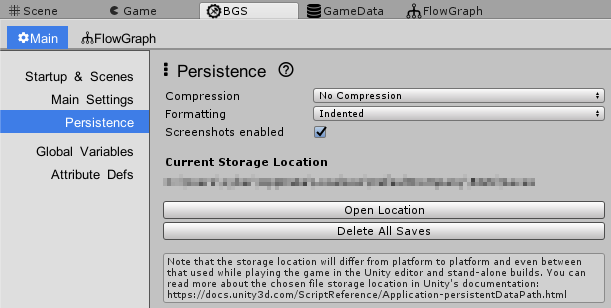 Scene Game BGS GameData FlowGraph
Main FlowGraph
Startup & Scenes
Main Settings
Persistence
Global Variables
Attribute Defs
Persistence ?
Compression No Compression
Formatting Indented
Screenshots enabled
Current Storage Location
Open Location
Delete All Saves
Note that the storage location will differ from platform to platform and even between
that used while playing the game in the Unity editor and stand-alone builds. You can
read more about the chosen file storage location in Unity's documentation:
https://docs.unity3d.com/ScriptReference/Application-persistentDataPath.html